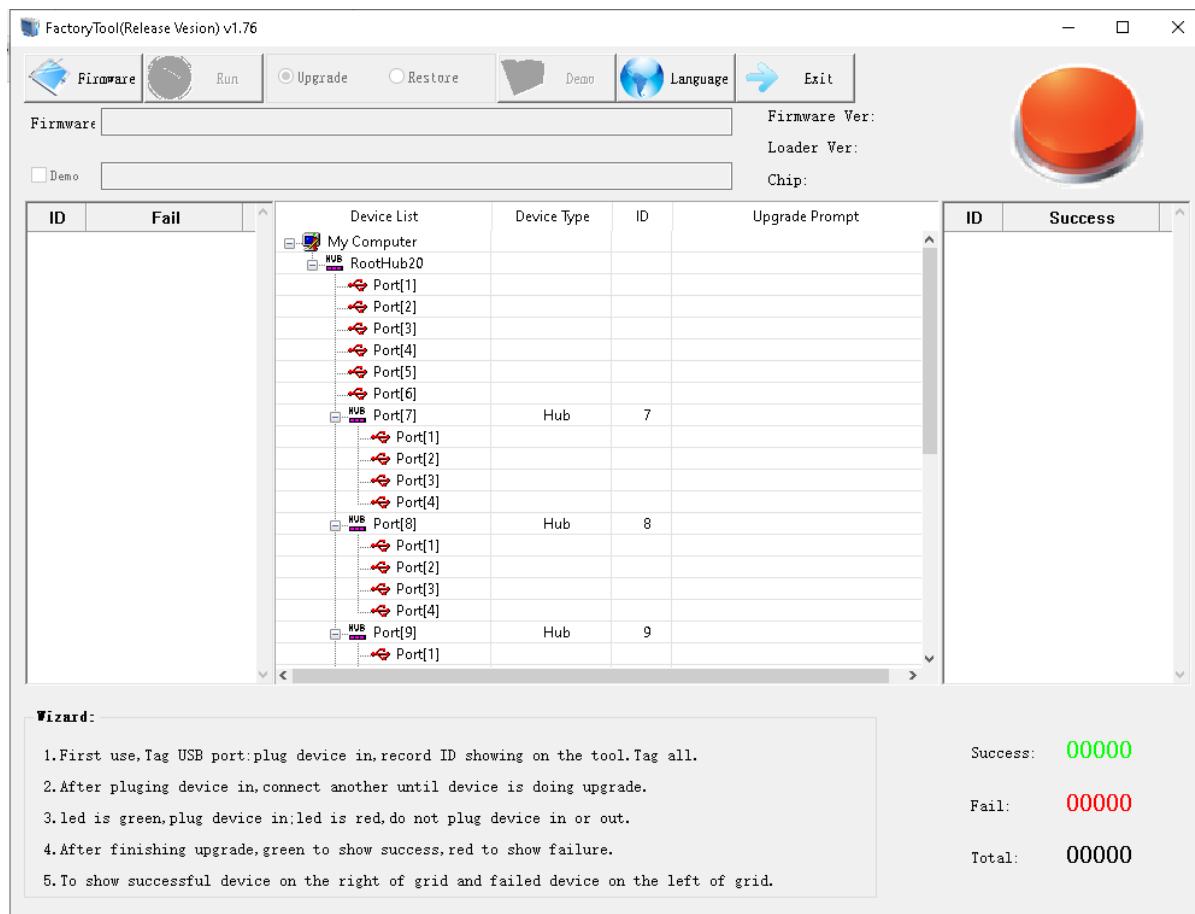 FactoryTool(Release Vesion) v1.76
Firmware Run Upgrade Restore Demo Language Exit
Firmware
Firmware Ver:
Loader Ver:
Demo
Chip:
ID Fail
Device List Device Type ID Upgrade Prompt
ID Success
My Computer
HUB RootHub20
Port[1]
Port[2]
Port[3]
Port[4]
Port[5]
Port[6]
HUB Port[7] Hub 7
Port[1]
Port[2]
Port[3]
Port[4]
HUB Port[8] Hub 8
Port[1]
Port[2]
Port[3]
Port[4]
HUB Port[9] Hub 9
Port[1]
Wizard:
1.First use,Tag USB port:plug device in,record ID showing on the tool.Tag all.
2.After pluging device in,connect another until device is doing upgrade.
3.led is green,plug device in;led is red,do not plug device in or out.
4.After finishing upgrade,green to show success,red to show failure.
5.To show successful device on the right of grid and failed device on the left of grid.
Success: 00000
Fail: 00000
Total: 00000